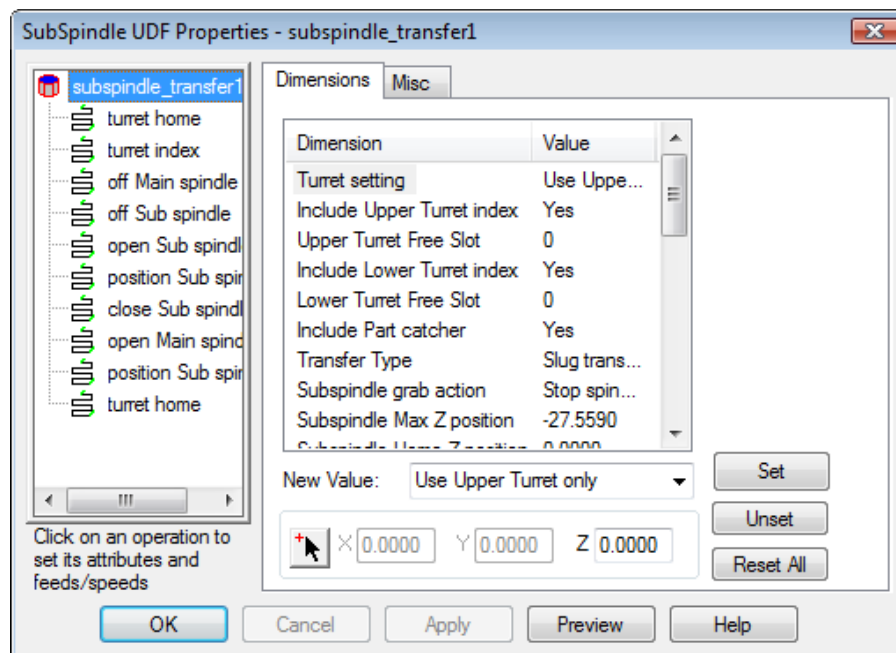 SubSpindle UDF Properties - subspindle_transfer1
subspindle_transfer1
turret home
turret index
off Main spindle
off Sub spindle
open Sub spindl
position Sub spir
close Sub spindl
open Main spind
position Sub spir
turret home
Click on an operation to
set its attributes and
feeds/speeds
Dimensions Misc
Dimension Value
Turret setting Use Uppe...
Include Upper Turret index Yes
Upper Turret Free Slot 0
Include Lower Turret index Yes
Lower Turret Free Slot 0
Include Part catcher Yes
Transfer Type Slug trans...
Subspindle grab action Stop spin...
Subspindle Max Z position -27.5590
Subspindle Home Z position 0.0000
New Value: Use Upper Turret only
Set
Unset
Reset All
X 0.0000 Y 0.0000 Z 0.0000
OK Cancel Apply Preview Help